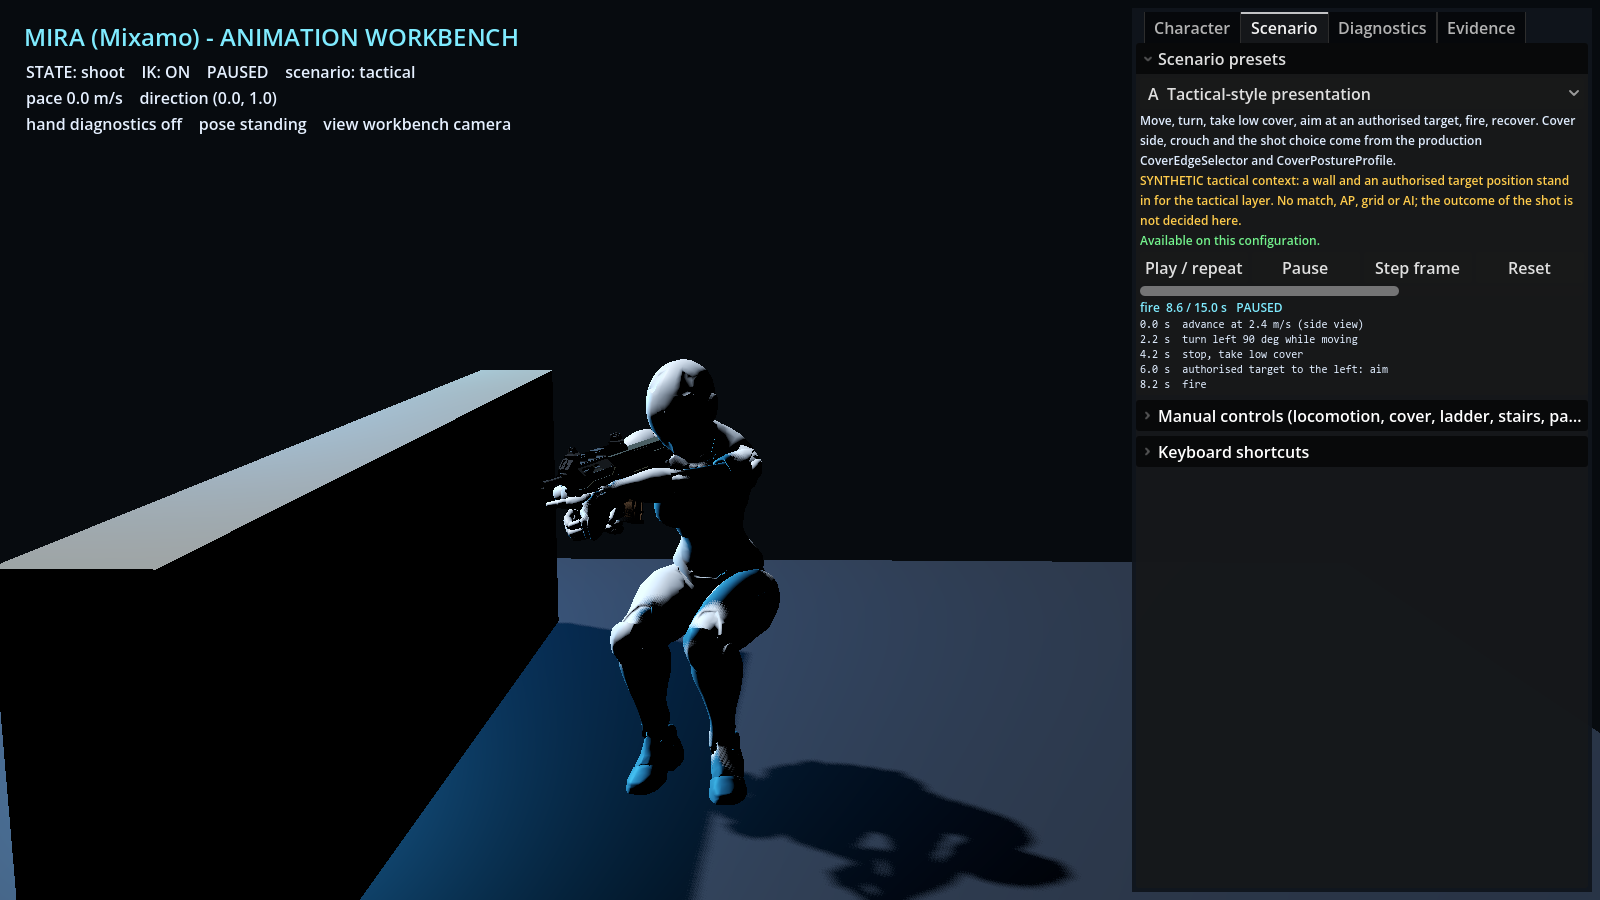 MIRA (Mixamo) - ANIMATION WORKBENCH
STATE: shoot IK: ON PAUSED scenario: tactical
pace 0.0 m/s direction (0.0, 1.0)
hand diagnostics off pose standing view workbench camera
Character Scenario Diagnostics Evidence
Scenario presets
A Tactical-style presentation
Move, turn, take low cover, aim at an authorised target, fire, recover. Cover
side, crouch and the shot choice come from the production
CoverEdgeSelector and CoverPostureProfile.
SYNTHETIC tactical context: a wall and an authorised target position stand
in for the tactical layer. No match, AP, grid or AI; the outcome of the shot is
not decided here.
Available on this configuration.
Play / repeat Pause Step frame Reset
fire 8.6 / 15.0 s PAUSED
0.0 s advance at 2.4 m/s (side view)
2.2 s turn left 90 deg while moving
4.2 s stop, take low cover
6.0 s authorised target to the left: aim
8.2 s fire
Manual controls (locomotion, cover, ladder, stairs, pa...
Keyboard shortcuts